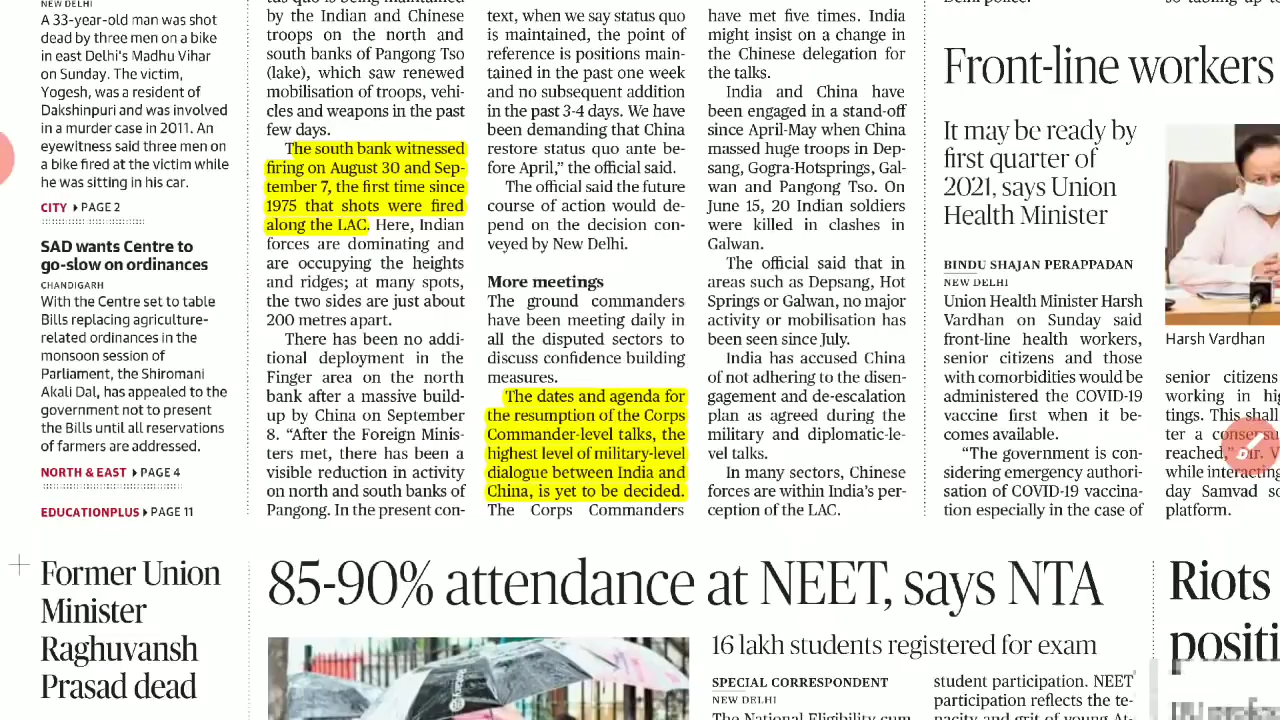 NEW DELHI
A 33-year-old man was shot
dead by three men on a bike
in east Delhi's Madhu Vihar
on Sunday. The victim,
Yogesh, was a resident of
Dakshinpuri and was involved
in a murder case in 2011. An
eyewitness said three men on
a bike fired at the victim while
he was sitting in his car.
CITY PAGE 2
SAD wants Centre to
go-slow on ordinances
CHANDIGARH
With the Centre set to table
Bills replacing agriculture-
related ordinances in the
monsoon session of
Parliament, the Shiromani
Akali Dal, has appealed to the
government not to present
the Bills until all reservations
of farmers are addressed.
NORTH & EAST PAGE 4
EDUCATIONPLUS PAGE 11
tus quo is being maintained
by the Indian and Chinese
troops on the north and
south banks of Pangong Tso
(lake), which saw renewed
mobilisation of troops, vehi-
cles and weapons in the past
few days.
The south bank witnessed
firing on August 30 and Sep-
tember 7, the first time since
1975 that shots were fired
along the LAC. Here, Indian
forces are dominating and
are occupying the heights
and ridges; at many spots,
the two sides are just about
200 metres apart.
There has been no addi-
tional deployment in the
Finger area on the north
bank after a massive build-
up by China on September
8. “After the Foreign Minis-
ters met, there has been a
visible reduction in activity
on north and south banks of
Pangong. In the present con-
text, when we say status quo
is maintained, the point of
reference is positions main-
tained in the past one week
and no subsequent addition
in the past 3-4 days. We have
been demanding that China
restore status quo ante be-
fore April,” the official said.
The official said the future
course of action would de-
pend on the decision con-
veyed by New Delhi.
More meetings
The ground commanders
have been meeting daily in
all the disputed sectors to
discuss confidence building
measures.
The dates and agenda for
the resumption of the Corps
Commander-level talks, the
highest level of military-level
dialogue between India and
China, is yet to be decided.
The Corps Commanders
have met five times. India
might insist on a change in
the Chinese delegation for
the talks.
India and China have
been engaged in a stand-off
since April-May when China
massed huge troops in Dep-
sang, Gogra-Hotsprings, Gal-
wan and Pangong Tso. On
June 15, 20 Indian soldiers
were killed in clashes in
Galwan.
The official said that in
areas such as Depsang, Hot
Springs or Galwan, no major
activity or mobilisation has
been seen since July.
India has accused China
of not adhering to the disen-
gagement and de-escalation
plan as agreed during the
military and diplomatic-le-
vel talks.
In many sectors, Chinese
forces are within India's per-
ception of the LAC.
Delhi police.
Front-line workers
It may be ready by
first quarter of
2021, says Union
Health Minister
BINDU SHAJAN PERAPPADAN
NEW DELHI
Union Health Minister Harsh
Vardhan on Sunday said
front-line health workers,
senior citizens and those
with comorbidities would be
administered the COVID-19
vaccine first when it be-
comes available.
“The government is con-
sidering emergency authori-
sation of COVID-19 vaccina-
tion especially in the case of
Harsh Vardhan
senior citizens
working in hig
tings. This shall
ter a consensu
reached,” Dr. V
while interacting
day Samvad so
platform.
Former Union
Minister
Raghuvansh
Prasad dead
85-90% attendance at NEET, says NTA
16 lakh students registered for exam
SPECIAL CORRESPONDENT
NEW DELHI
The National Eligibility cum
student participation. NEET
participation reflects the te-
nacity and grit of young At-
Riots
positi